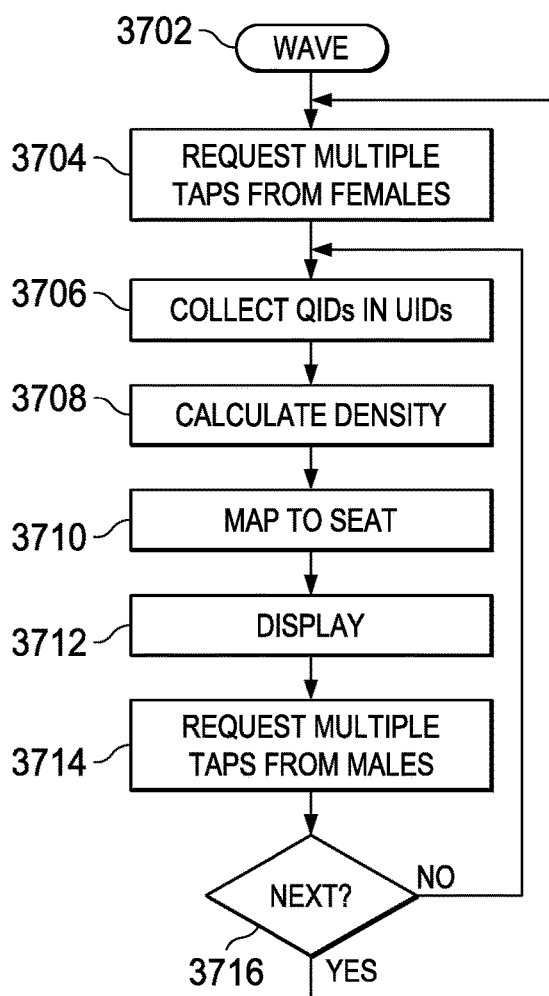 3702
WAVE
3704
REQUEST MULTIPLE
TAPS FROM FEMALES
3706
COLLECT QIDs IN UIDs
3708
CALCULATE DENSITY
3710
MAP TO SEAT
3712
DISPLAY
3714
REQUEST MULTIPLE
TAPS FROM MALES
NEXT?
NO
3716
YES